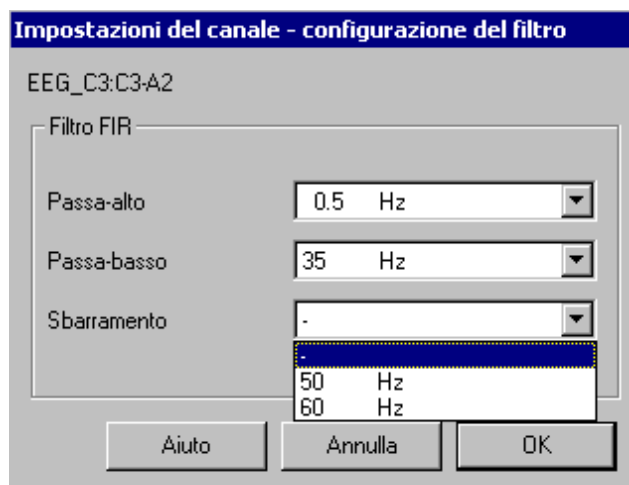 Impostazioni del canale - configurazione del filtro
EEG_C3:C3-A2
Filtro FIR
Passa-alto 0.5 Hz
Passa-basso 35 Hz
Sbarramento -
-
50 Hz
60 Hz
Aiuto Annulla OK